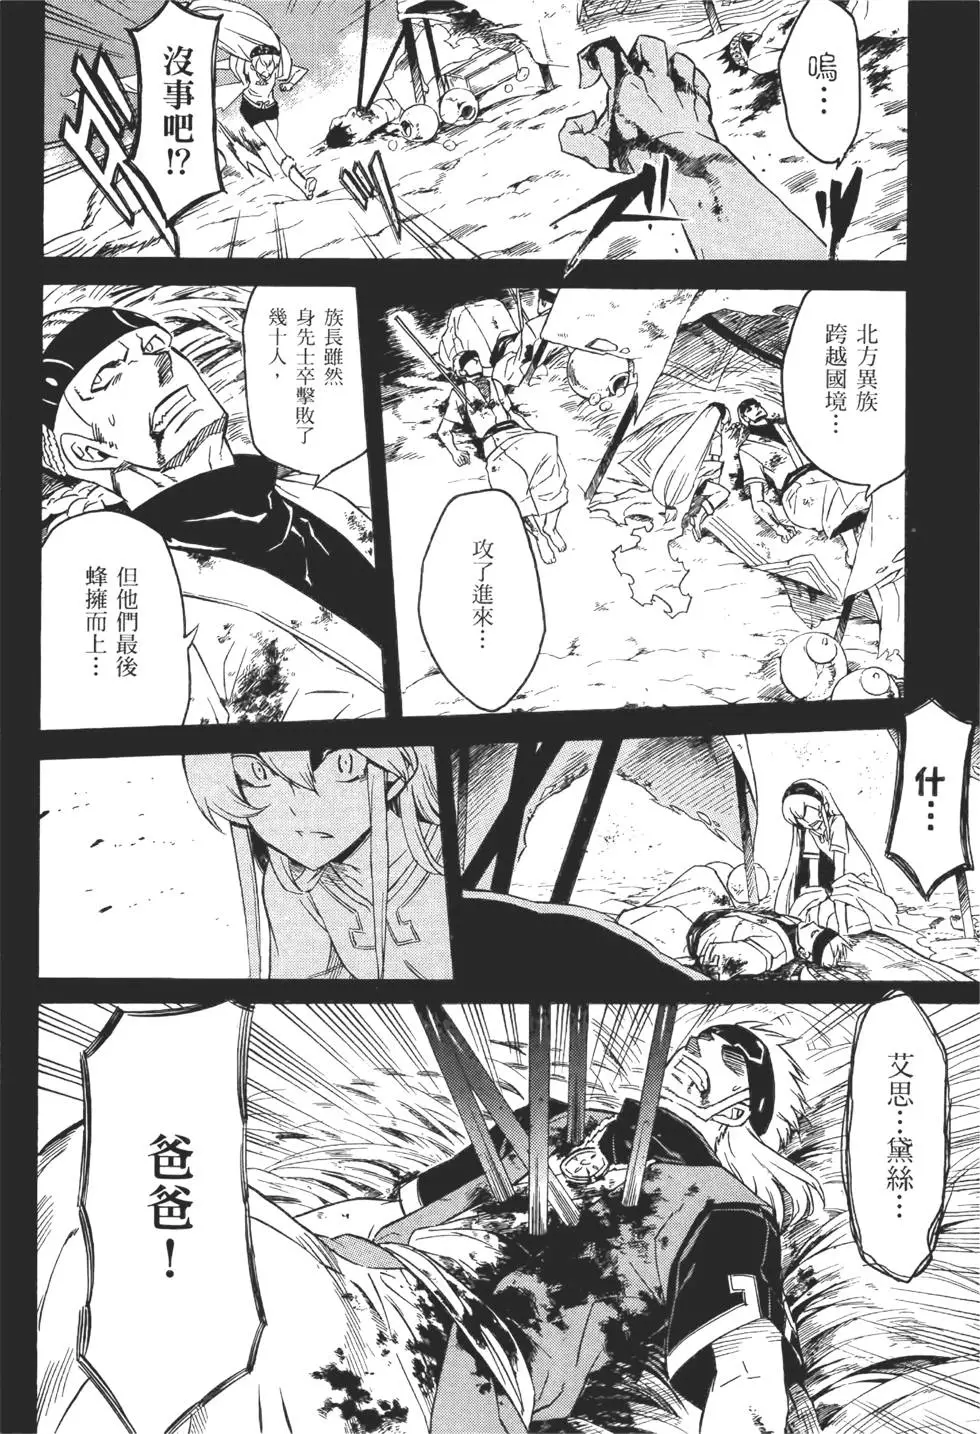 嗚…
沒事吧!?
北方異族
跨越國境…
攻了進來…
族長雖然
身先士卒擊敗了
幾十人，
但他們最後
蜂擁而上…
什…
艾思…黛絲…
爸爸！